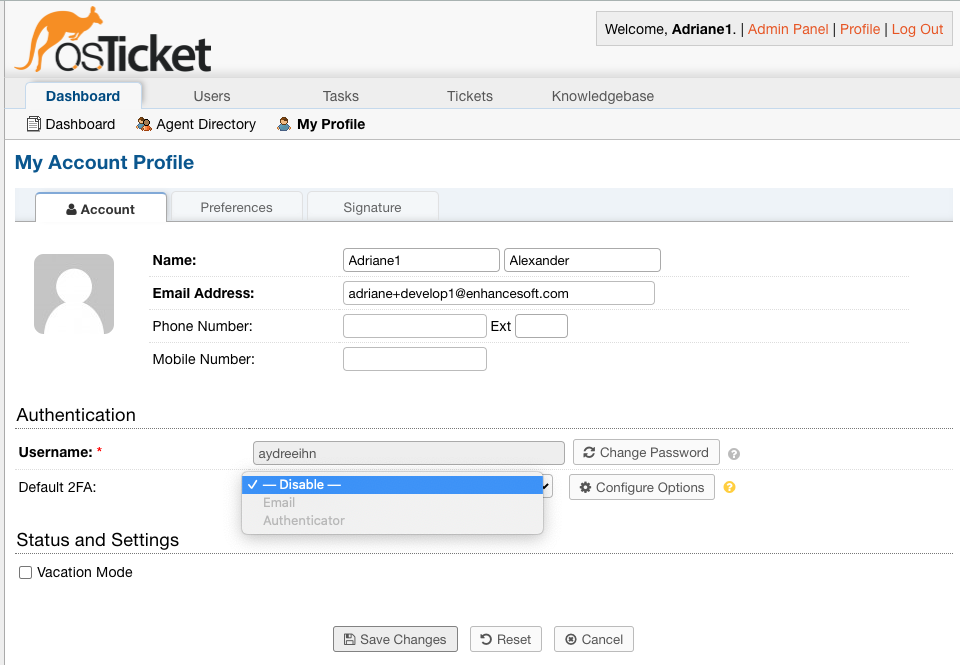 osTicket
Welcome, Adriane1. | Admin Panel | Profile | Log Out
Dashboard Users Tasks Tickets Knowledgebase
Dashboard Agent Directory My Profile
My Account Profile
Account Preferences Signature
Name: Adriane1 Alexander
Email Address: adriane+develop1@enhancesoft.com
Phone Number: Ext
Mobile Number:
Authentication
Username: * aydreeihn Change Password ?
Default 2FA: ✓ — Disable — Configure Options ?
Email
Authenticator
Status and Settings
Vacation Mode
Save Changes Reset Cancel